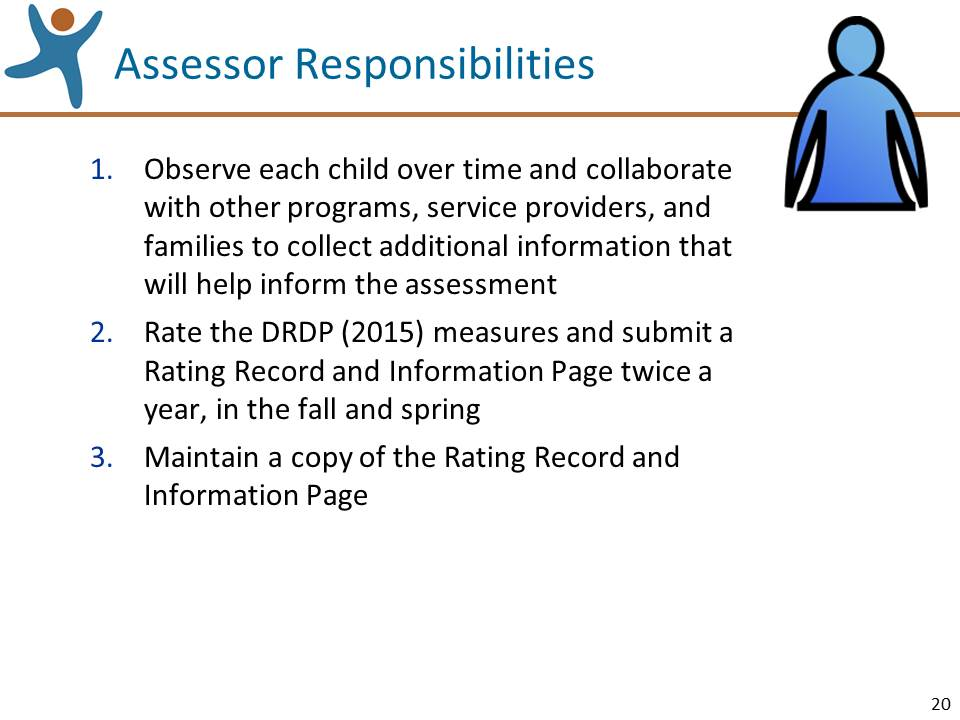 Assessor Responsibilities
1. Observe each child over time and collaborate
with other programs, service providers, and
families to collect additional information that
will help inform the assessment
2. Rate the DRDP (2015) measures and submit a
Rating Record and Information Page twice a
year, in the fall and spring
3. Maintain a copy of the Rating Record and
Information Page
20